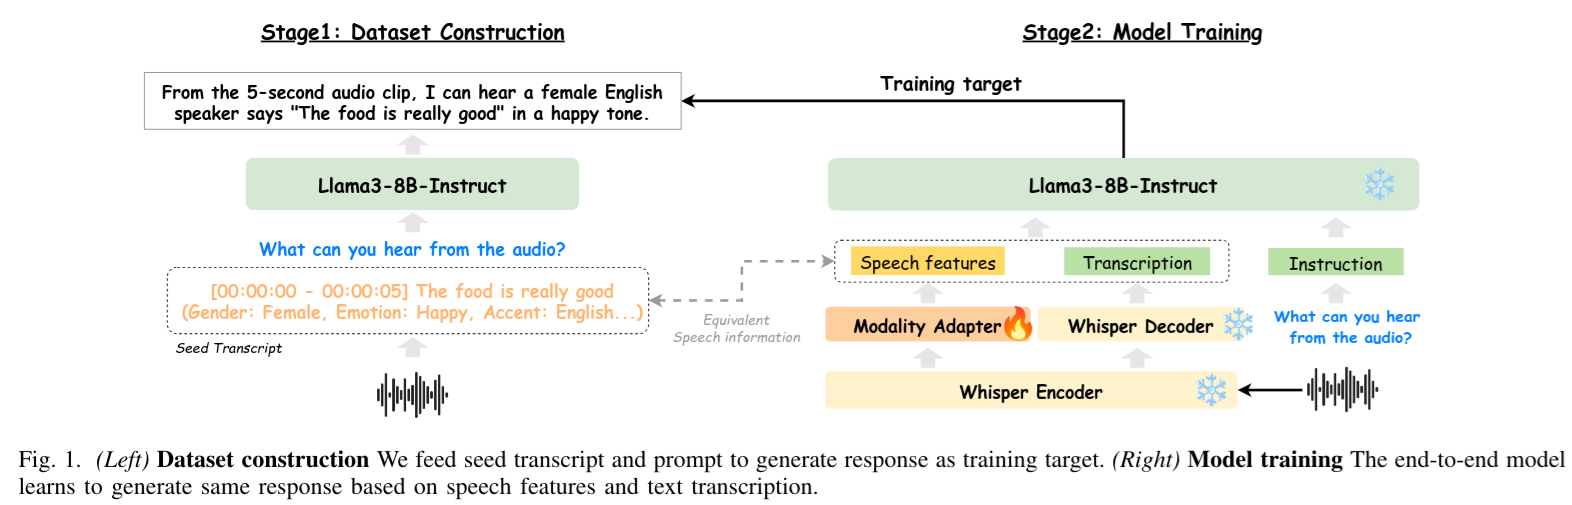 Stage1: Dataset Construction
From the 5-second audio clip, I can hear a female English
speaker says "The food is really good" in a happy tone.
Llama3-8B-Instruct
What can you hear from the audio?
[00:00:00 - 00:00:05] The food is really good
(Gender: Female, Emotion: Happy, Accent: English...)
Seed Transcript
Equivalent
Speech information
Stage2: Model Training
Training target
Llama3-8B-Instruct
Speech features
Transcription
Instruction
Modality Adapter
Whisper Decoder
What can you hear
from the audio?
Whisper Encoder
Fig. 1. (Left) Dataset construction We feed seed transcript and prompt to generate response as training target. (Right) Model training The end-to-end model
learns to generate same response based on speech features and text transcription.